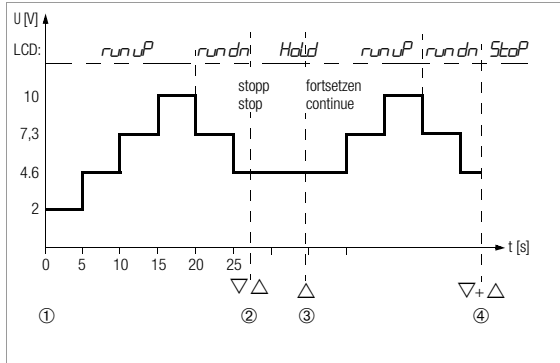 U [V]
LCD: run uP run dn Hold run uP run dn StoP
stopp fortsetzen
stop continue
10
7,3
4.6
2
t [s]
0 5 10 15 20 25
▽ △ △ ▽ + △
① ② ③ ④